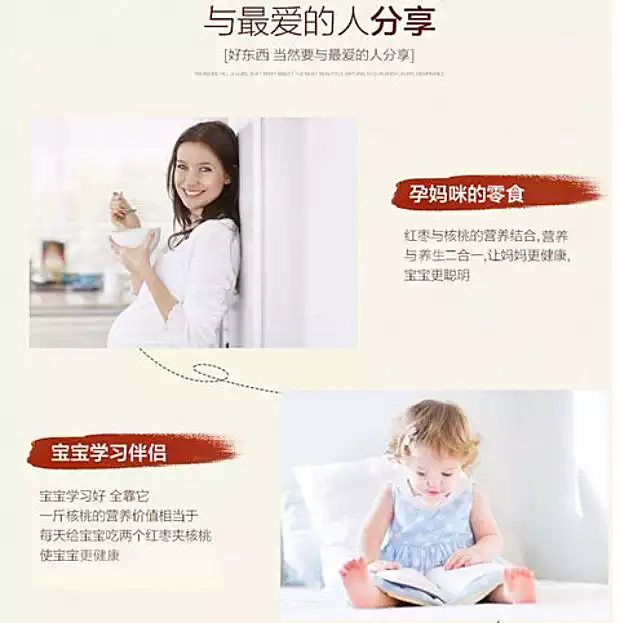 与最爱的人分享
[好东西 当然要与最爱的人分享]
孕妈咪的零食
红枣与核桃的营养结合,营养
与养生二合一,让妈妈更健康,
宝宝更聪明
宝宝学习伴侣
宝宝学习好 全靠它
一斤核桃的营养价值相当于
每天给宝宝吃两个红枣夹核桃
使宝宝更健康